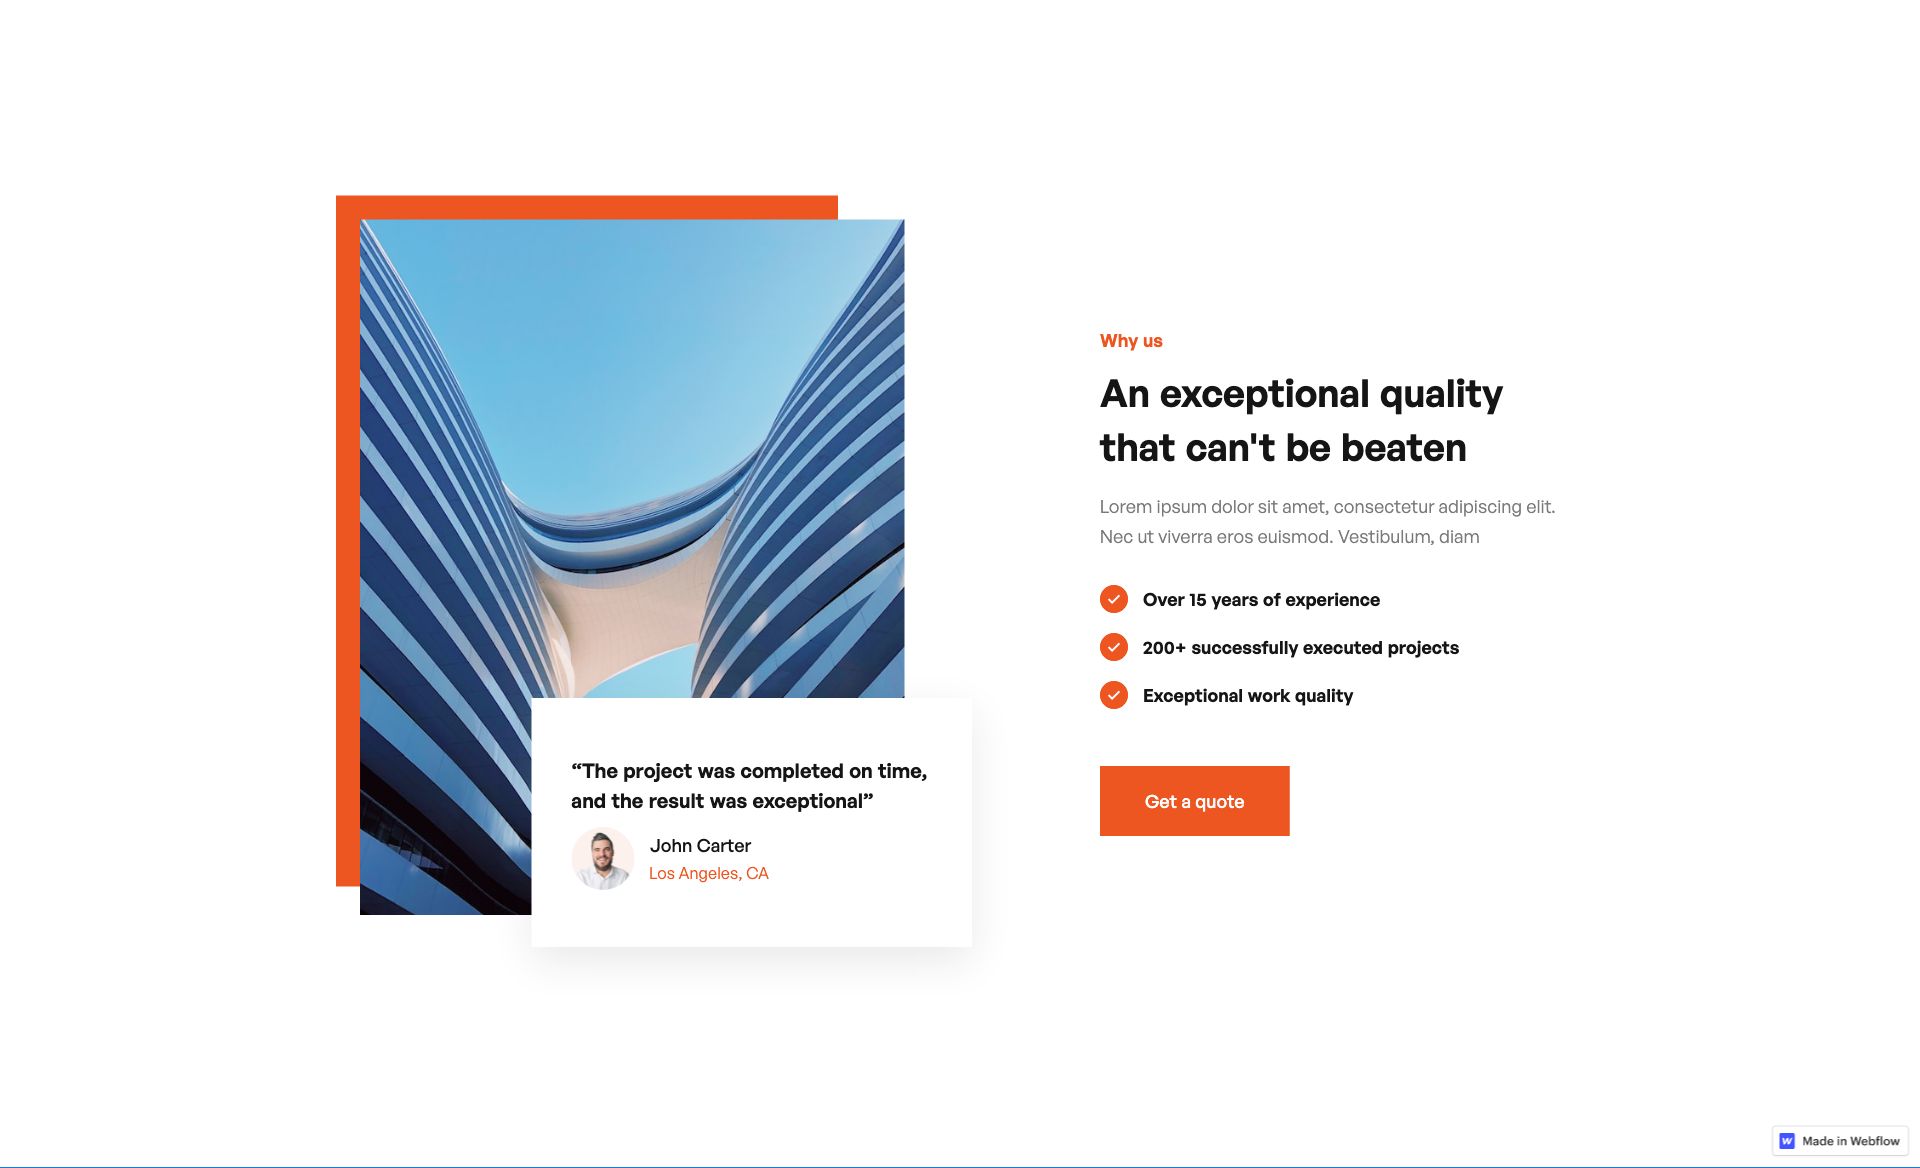 Why us
An exceptional quality
that can't be beaten
Lorem ipsum dolor sit amet, consectetur adipiscing elit.
Nec ut viverra eros euismod. Vestibulum, diam
Over 15 years of experience
200+ successfully executed projects
Exceptional work quality
Get a quote
“The project was completed on time,
and the result was exceptional”
John Carter
Los Angeles, CA
Made in Webflow